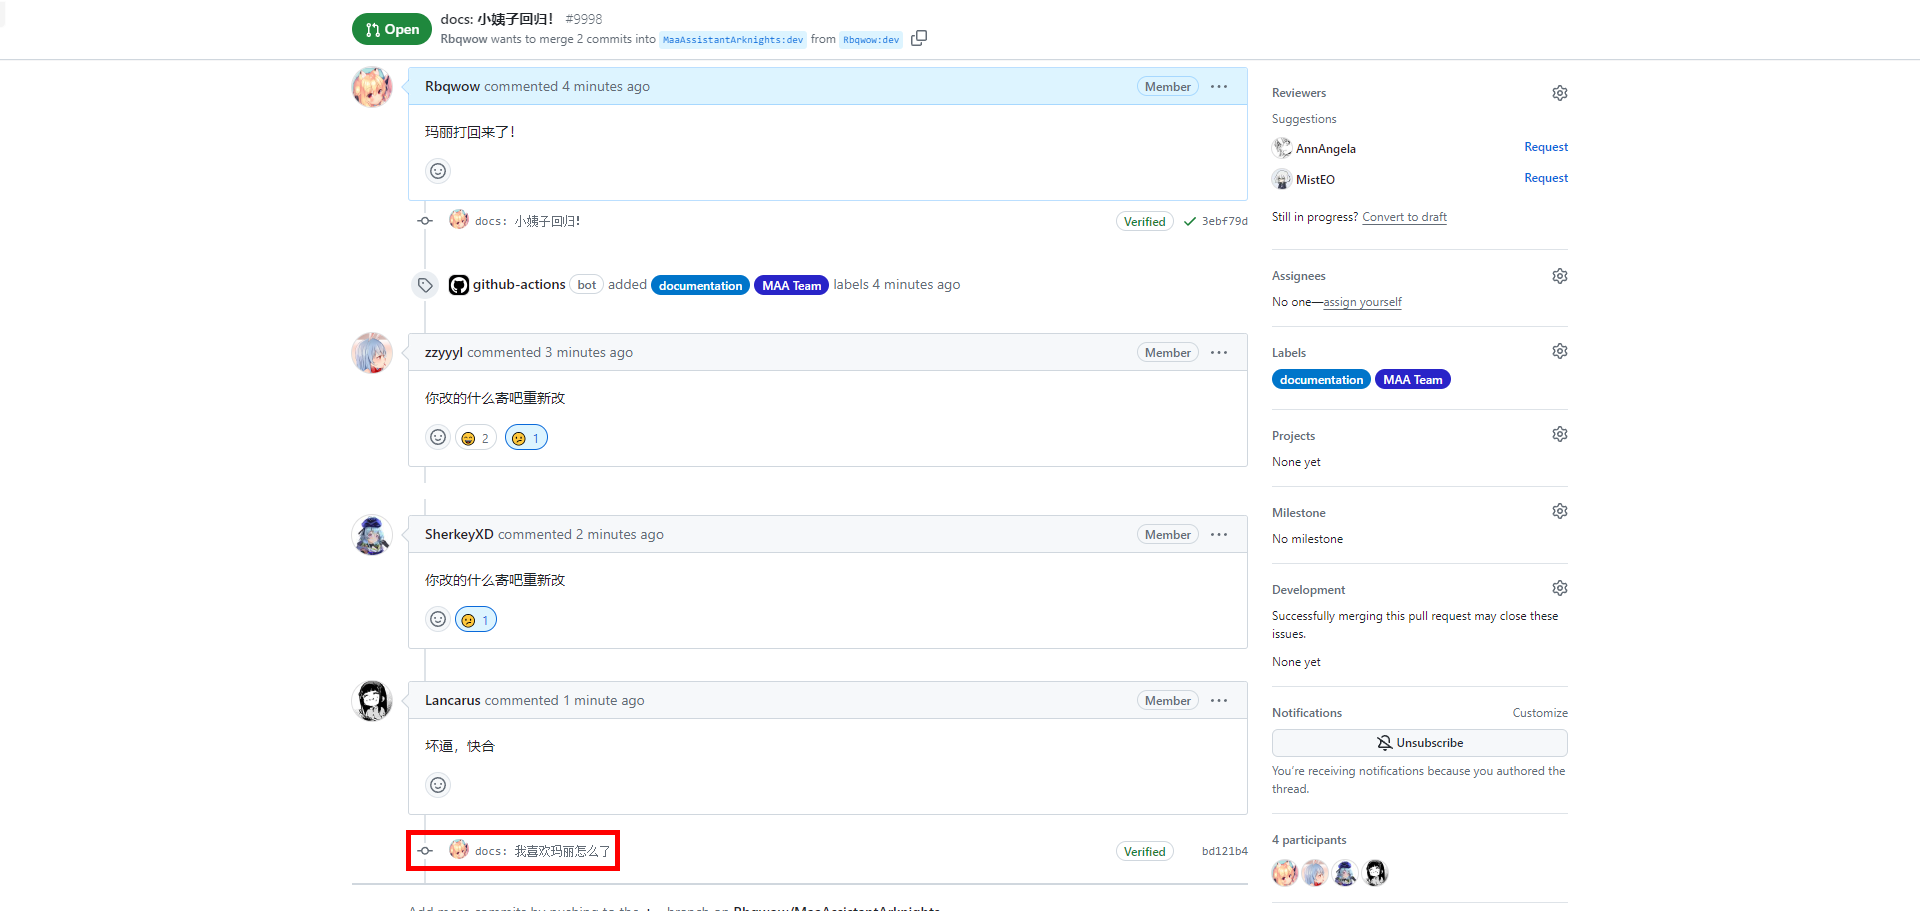 Open
docs: 小姨子回归！ #9998
Rbqwow wants to merge 2 commits into MaaAssistantArknights:dev from Rbqwow:dev
Rbqwow commented 4 minutes ago
Member
玛丽打回来了！
docs: 小姨子回归！
Verified
3ebf79d
github-actions bot added documentation MAA Team labels 4 minutes ago
zzyyyl commented 3 minutes ago
Member
你改的什么寄吧重新改
2
1
SherkeyXD commented 2 minutes ago
Member
你改的什么寄吧重新改
1
Lancarus commented 1 minute ago
Member
坏逼，快合
docs: 我喜欢玛丽怎么了
Verified
bd121b4
Reviewers
Suggestions
AnnAngela
Request
MistEO
Request
Still in progress? Convert to draft
Assignees
No one—assign yourself
Labels
documentation MAA Team
Projects
None yet
Milestone
No milestone
Development
Successfully merging this pull request may close these
issues.
None yet
Notifications
Customize
Unsubscribe
You're receiving notifications because you authored the
thread.
4 participants